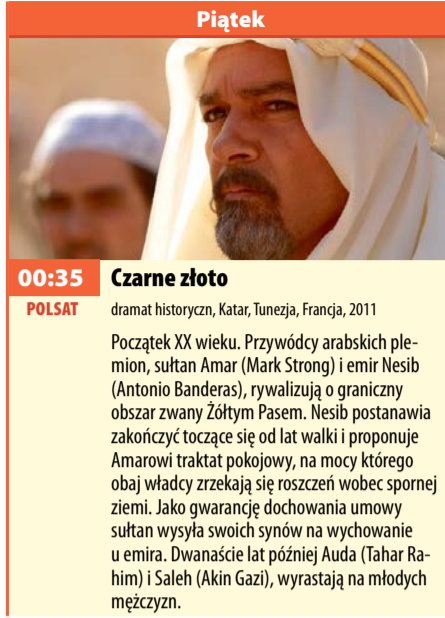 Piątek
00:35
POLSAT
Czarne złoto
dramat historyczn, Katar, Tunezja, Francja, 2011
Początek XX wieku. Przywódcy arabskich ple-
mion, sułtan Amar (Mark Strong) i emir Nesib
(Antonio Banderas), rywalizują o graniczny
obszar zwany Żółtym Pasem. Nesib postanawia
zakończyć toczące się od lat walki i proponuje
Amarowi traktat pokojowy, na mocy którego
obaj władcy zrzekają się roszczeń wobec spornej
ziemi. Jako gwarancję dochowania umowy
sułtan wysyła swoich synów na wychowanie
u emira. Dwanaście lat później Auda (Tahar Ra-
him) i Saleh (Akin Gazi), wyrastają na młodych
mężczyzn.